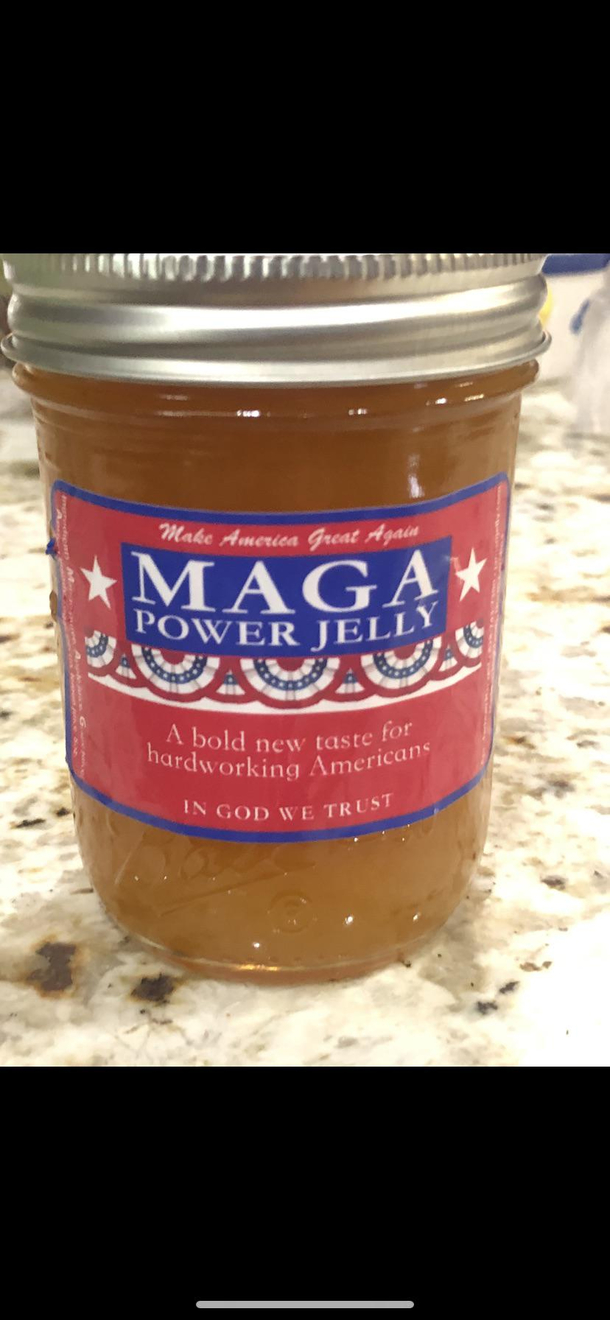 Make America Great Again
MAGA
POWER JELLY
A bold new taste for
hardworking Americans
IN GOD WE TRUST